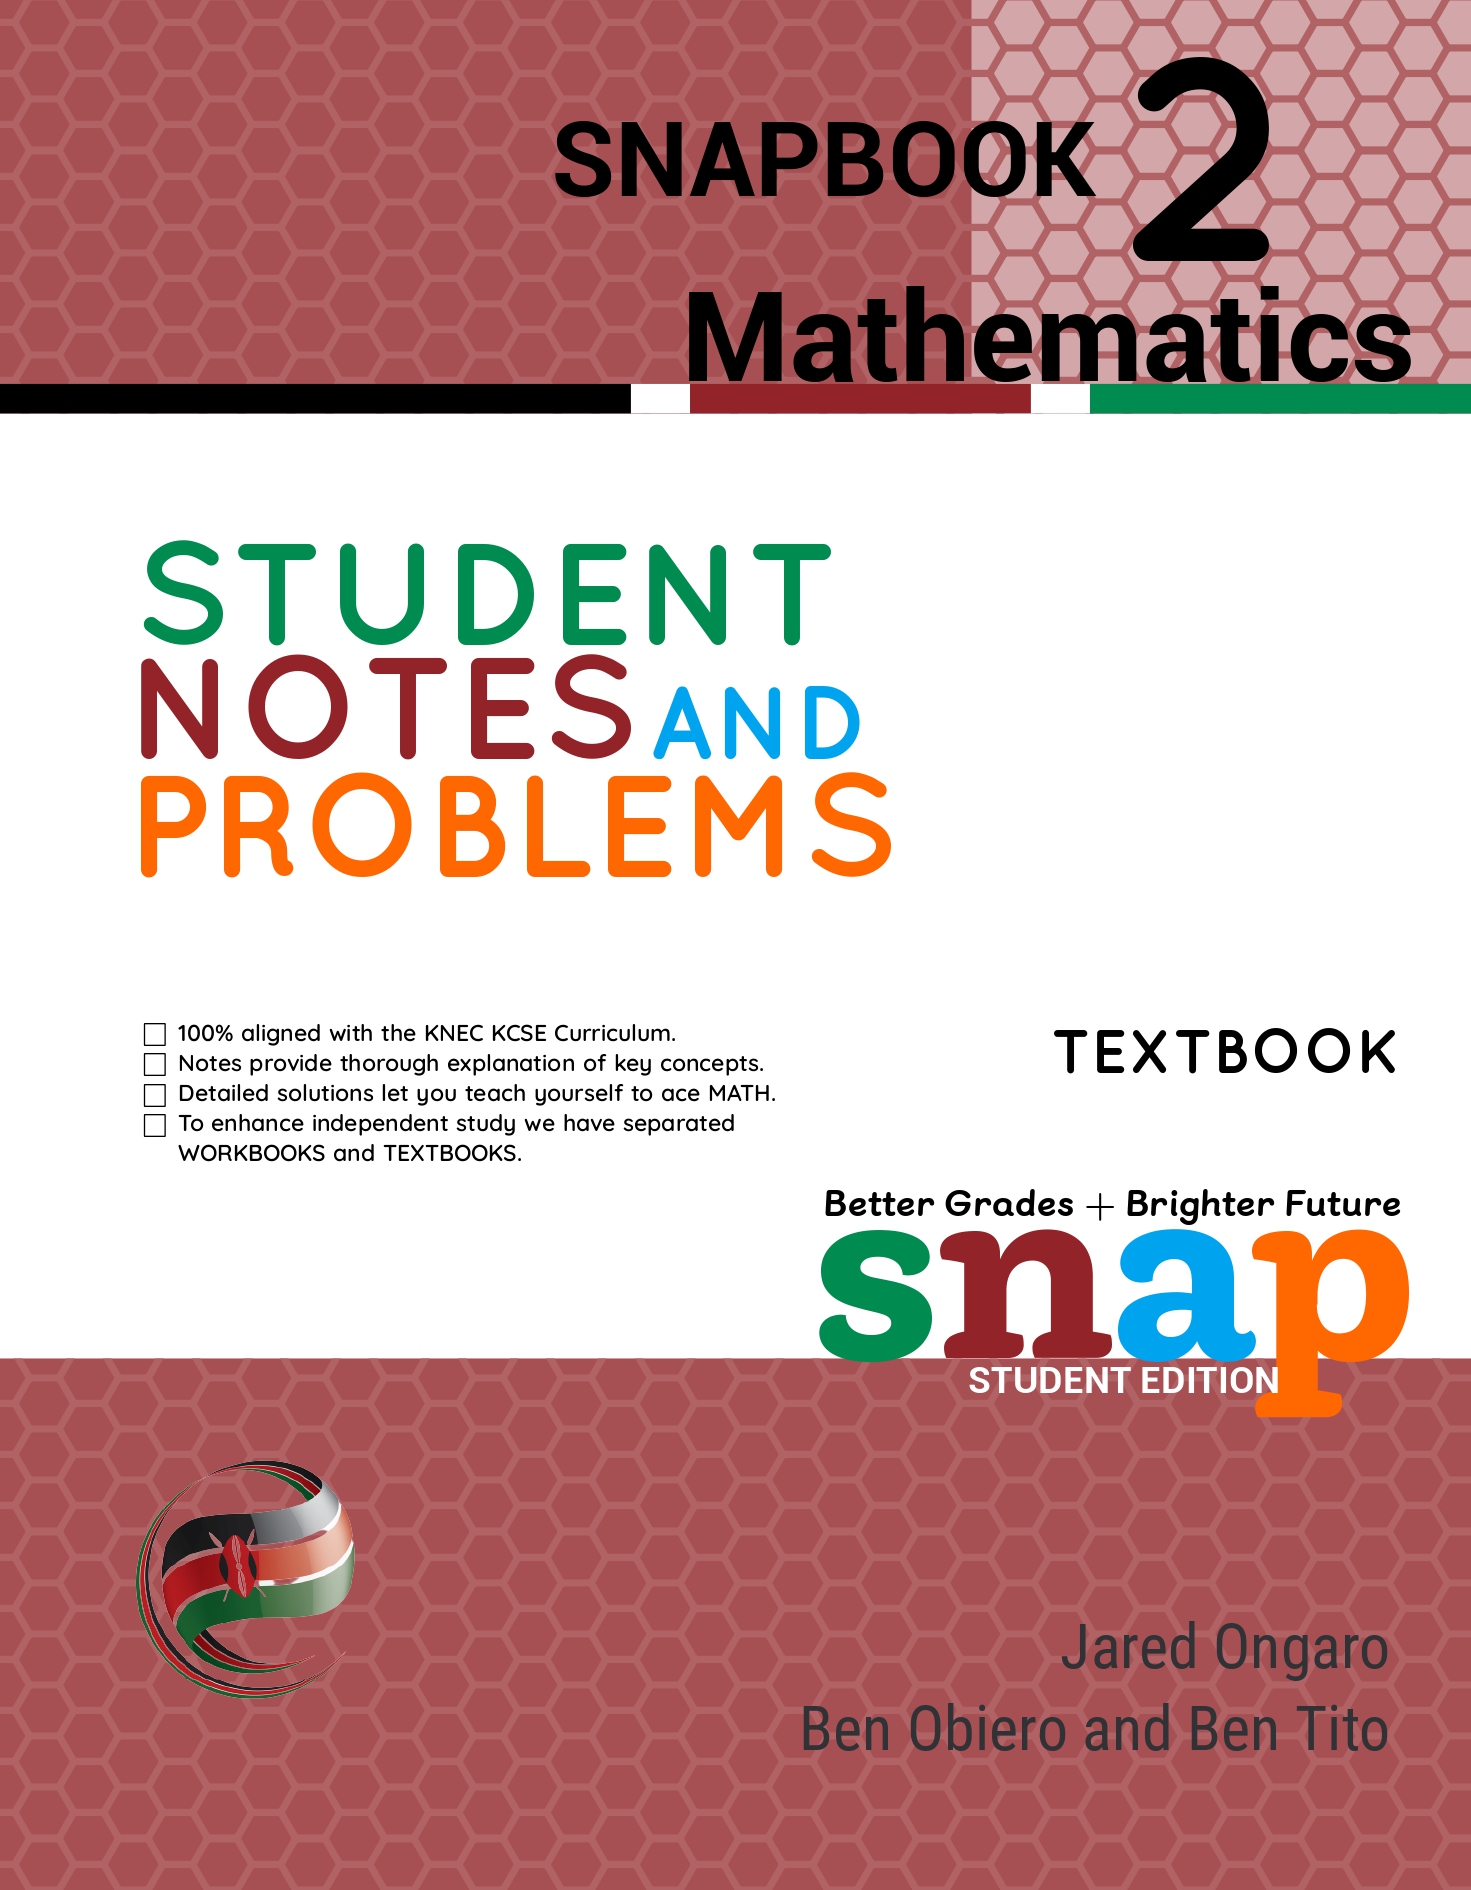 SNAPBOOK 2
Mathematics
STUDENT
NOTES AND
PROBLEMS
100% aligned with the KNEC KCSE Curriculum.
Notes provide thorough explanation of key concepts.
Detailed solutions let you teach yourself to ace MATH.
To enhance independent study we have separated
WORKBOOKS and TEXTBOOKS.
TEXTBOOK
Better Grades + Brighter Future
snap
STUDENT EDITION
Jared Ongaro
Ben Obiero and Ben Tito